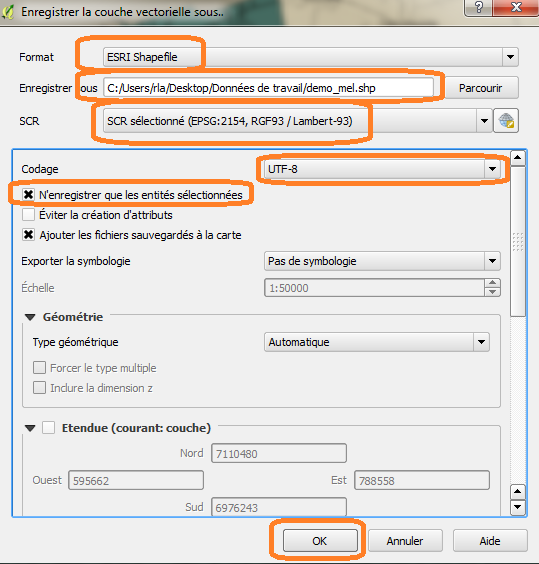 Enregistrer la couche vectorielle sous..
Format ESRI Shapefile
Enregistrer sous C:/Users/rla/Desktop/Données de travail/demo_mel.shp Parcourir
SCR SCR sélectionné (EPSG:2154, RGF93 / Lambert-93)
Codage UTF-8
N'enregistrer que les entités sélectionnées
Éviter la création d'attributs
Ajouter les fichiers sauvegardés à la carte
Exporter la symbologie Pas de symbologie
Échelle 1:50000
Géométrie
Type géométrique Automatique
Forcer le type multiple
Inclure la dimension z
Etendue (courant: couche)
Nord 7110480
Ouest 595662 Est 788558
Sud 6976243
OK Annuler Aide